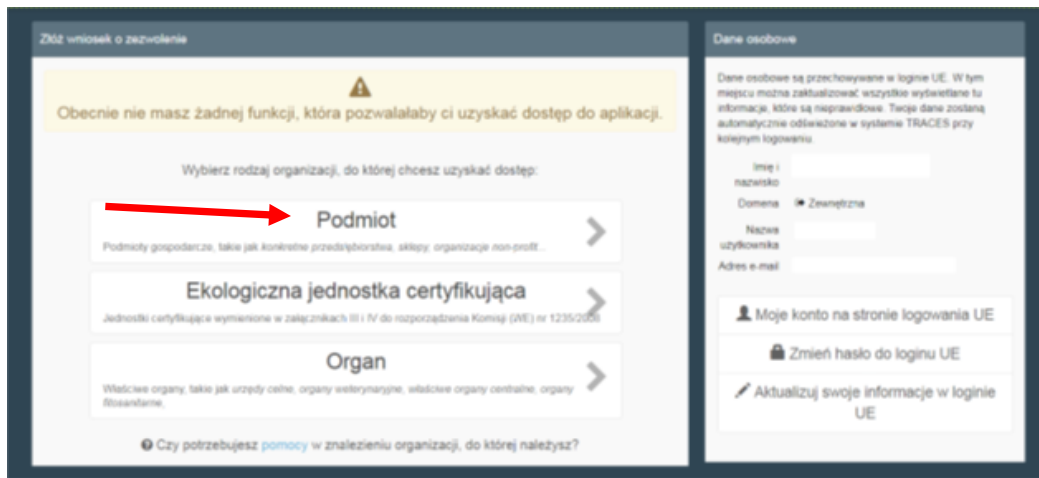 Złóż wniosek o zezwolenie
Obecnie nie masz żadnej funkcji, która pozwalałaby ci uzyskać dostęp do aplikacji.
Wybierz rodzaj organizacji, do której chcesz uzyskać dostęp:
Podmiot
Podmioty gospodarcze, takie jak konkretne przedsiębiorstwa, sklepy, organizacje non-profit...
Ekologiczna jednostka certyfikująca
Jednostki certyfikujące wymienione w załącznikach III i IV do rozporządzenia Komisji (WE) nr 1235/2008
Organ
Właściwe organy, takie jak urzędy celne, organy weterynaryjne, właściwe organy centralne, organy
fitosanitarne,
Czy potrzebujesz pomocy w znalezieniu organizacji, do której należysz?
Dane osobowe
Dane osobowe są przechowywane w loginie UE. W tym
miejscu można zaktualizować wszystkie wyświetlane tu
informacje, które są nieprawidłowe. Twoje dane zostaną
automatycznie odświeżone w systemie TRACES przy
kolejnym logowaniu.
Imię i
nazwisko
Domena Zewnętrzna
Nazwa
użytkownika
Adres e-mail
Moje konto na stronie logowania UE
Zmień hasło do loginu UE
Aktualizuj swoje informacje w loginie
UE